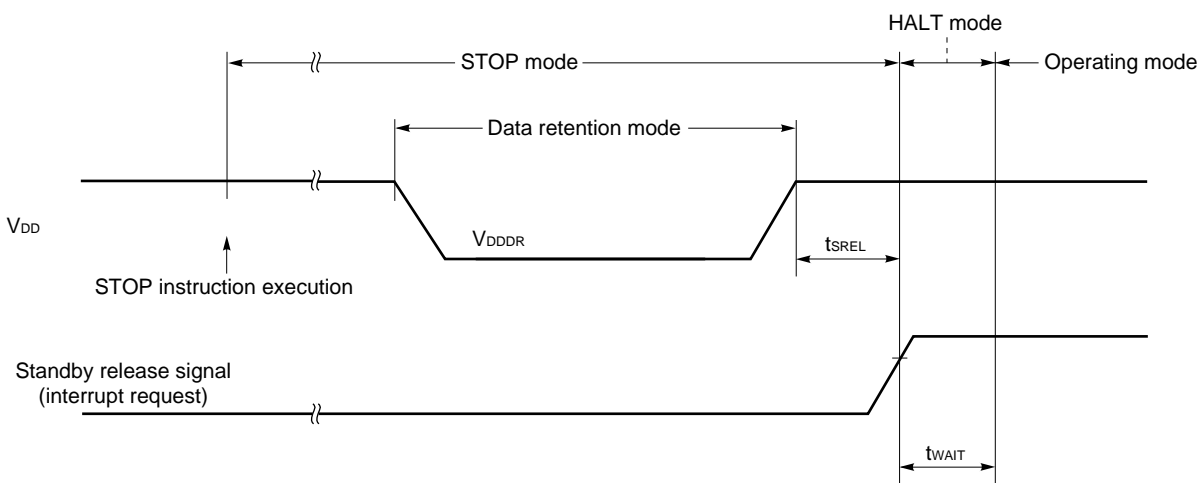 HALT mode
STOP mode
Operating mode
Data retention mode
VDD
VDDDR
tSREL
STOP instruction execution
Standby release signal
(interrupt request)
tWAIT